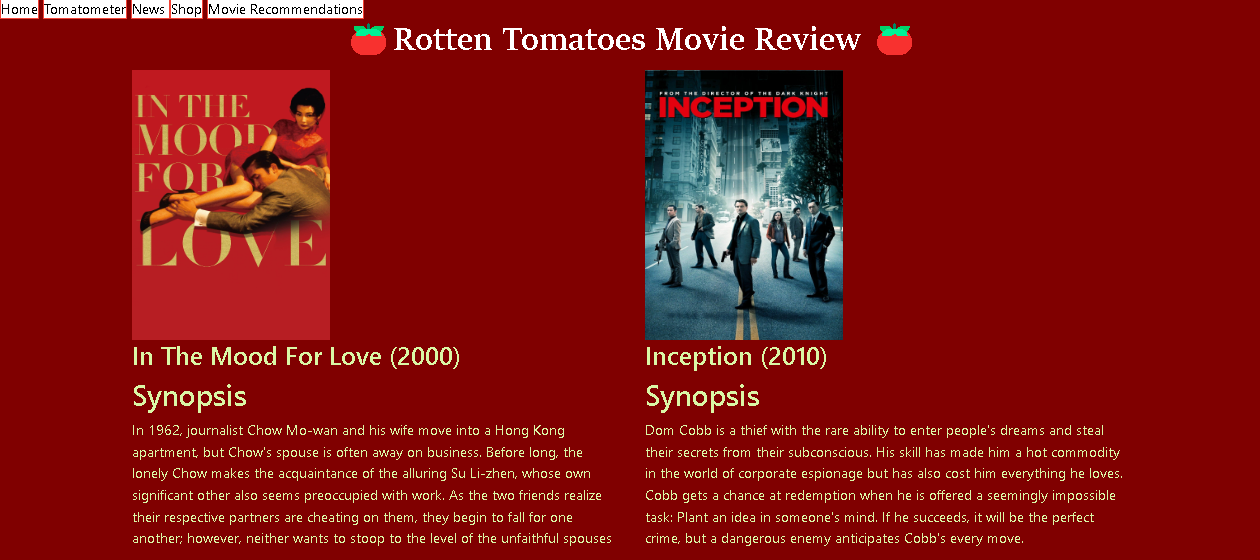 Home Tomatometer News Shop Movie Recommendations
Rotten Tomatoes Movie Review
IN THE
MOOD
FOR
LOVE
FROM THE DIRECTOR OF THE DARK KNIGHT
INCEPTION
In The Mood For Love (2000)
Synopsis
In 1962, journalist Chow Mo-wan and his wife move into a Hong Kong
apartment, but Chow's spouse is often away on business. Before long, the
lonely Chow makes the acquaintance of the alluring Su Li-zhen, whose own
significant other also seems preoccupied with work. As the two friends realize
their respective partners are cheating on them, they begin to fall for one
another; however, neither wants to stoop to the level of the unfaithful spouses
Inception (2010)
Synopsis
Dom Cobb is a thief with the rare ability to enter people's dreams and steal
their secrets from their subconscious. His skill has made him a hot commodity
in the world of corporate espionage but has also cost him everything he loves.
Cobb gets a chance at redemption when he is offered a seemingly impossible
task: Plant an idea in someone's mind. If he succeeds, it will be the perfect
crime, but a dangerous enemy anticipates Cobb's every move.